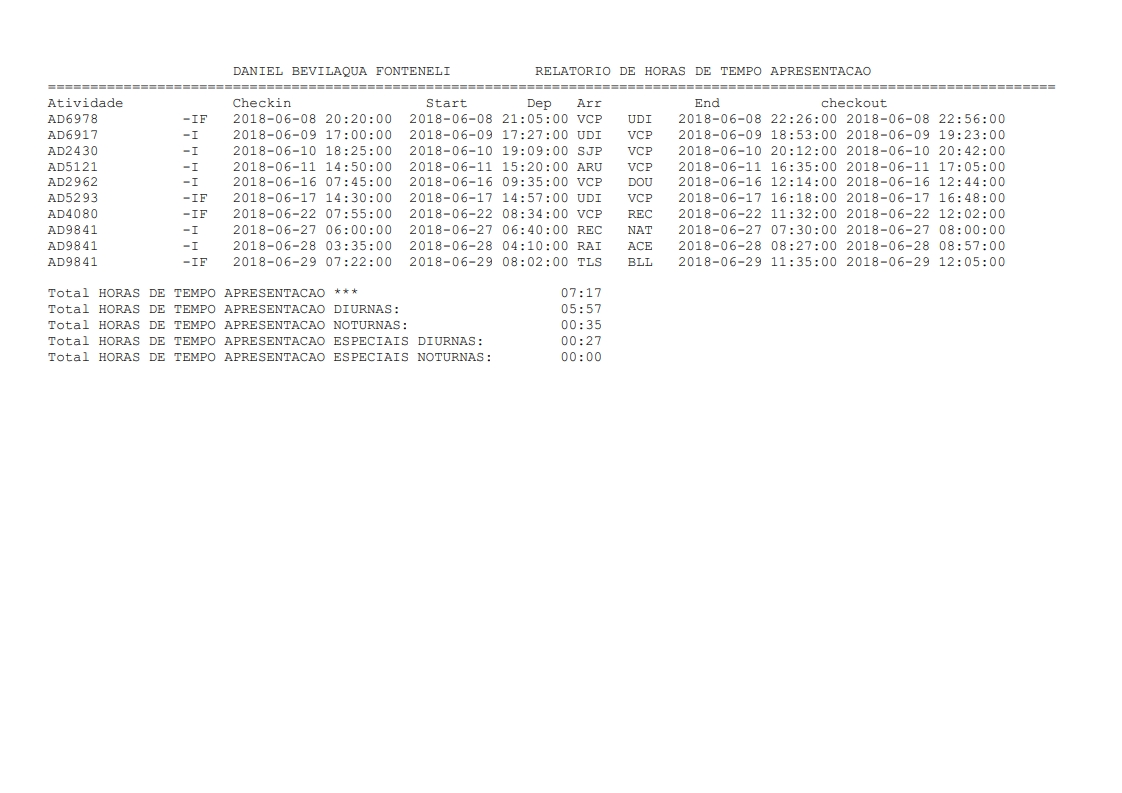 DANIEL BEVILAQUA FONTENELI RELATORIO DE HORAS DE TEMPO APRESENTACAO
========================================================================================================================
Atividade Checkin Start Dep Arr End checkout
AD6978 -IF 2018-06-08 20:20:00 2018-06-08 21:05:00 VCP UDI 2018-06-08 22:26:00 2018-06-08 22:56:00
AD6917 -I 2018-06-09 17:00:00 2018-06-09 17:27:00 UDI VCP 2018-06-09 18:53:00 2018-06-09 19:23:00
AD2430 -I 2018-06-10 18:25:00 2018-06-10 19:09:00 SJP VCP 2018-06-10 20:12:00 2018-06-10 20:42:00
AD5121 -I 2018-06-11 14:50:00 2018-06-11 15:20:00 ARU VCP 2018-06-11 16:35:00 2018-06-11 17:05:00
AD2962 -I 2018-06-16 07:45:00 2018-06-16 09:35:00 VCP DOU 2018-06-16 12:14:00 2018-06-16 12:44:00
AD5293 -IF 2018-06-17 14:30:00 2018-06-17 14:57:00 UDI VCP 2018-06-17 16:18:00 2018-06-17 16:48:00
AD4080 -IF 2018-06-22 07:55:00 2018-06-22 08:34:00 VCP REC 2018-06-22 11:32:00 2018-06-22 12:02:00
AD9841 -I 2018-06-27 06:00:00 2018-06-27 06:40:00 REC NAT 2018-06-27 07:30:00 2018-06-27 08:00:00
AD9841 -I 2018-06-28 03:35:00 2018-06-28 04:10:00 RAI ACE 2018-06-28 08:27:00 2018-06-28 08:57:00
AD9841 -IF 2018-06-29 07:22:00 2018-06-29 08:02:00 TLS BLL 2018-06-29 11:35:00 2018-06-29 12:05:00
Total HORAS DE TEMPO APRESENTACAO *** 07:17
Total HORAS DE TEMPO APRESENTACAO DIURNAS: 05:57
Total HORAS DE TEMPO APRESENTACAO NOTURNAS: 00:35
Total HORAS DE TEMPO APRESENTACAO ESPECIAIS DIURNAS: 00:27
Total HORAS DE TEMPO APRESENTACAO ESPECIAIS NOTURNAS: 00:00